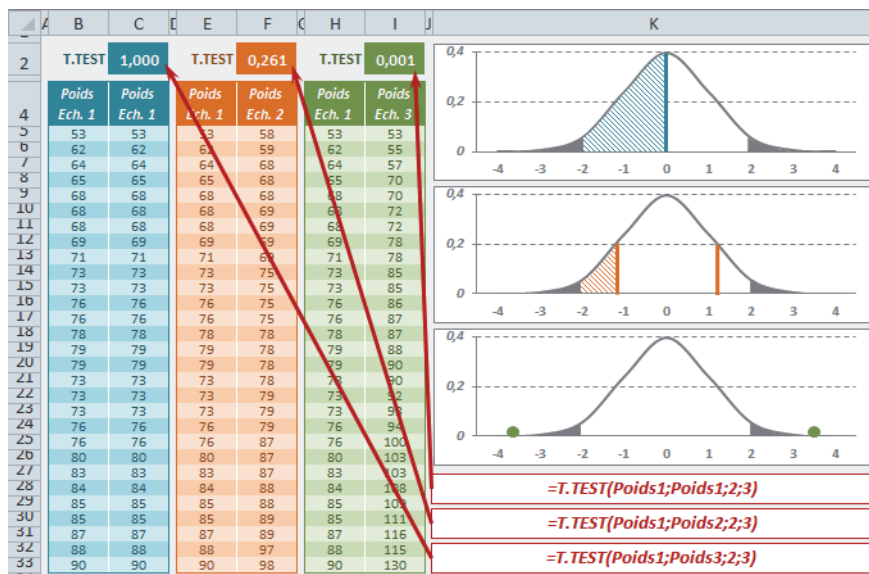 A B C D E F G H I J K
2 T.TEST 1,000 T.TEST 0,261 T.TEST 0,001
4 Poids Ech. 1 Poids Ech. 1 Poids Ech. 1 Poids Ech. 2 Poids Ech. 1 Poids Ech. 3
5 53 53 53 58 53 53
6 62 62 62 59 62 55
7 64 64 64 68 64 57
8 65 65 65 68 65 70
9 68 68 68 68 68 70
10 68 68 68 69 68 72
11 68 68 68 69 68 72
12 69 69 69 69 69 78
13 71 71 71 69 71 78
14 73 73 73 75 73 85
15 73 73 73 75 73 85
16 76 76 76 75 76 86
17 76 76 76 75 76 87
18 78 78 78 78 78 87
19 79 79 79 78 79 88
20 79 79 79 78 79 90
21 73 73 73 78 73 90
22 73 73 73 79 73 92
23 73 73 73 79 73
24 76 76 76 79 76 94
25 76 76 76 87 76 100
26 80 80 80 87 80 103
27 83 83 83 87 83 103
28 84 84 84 88 84 108
29 85 85 85 88 85
30 85 85 85 89 85 111
31 87 87 87 89 87 116
32 88 88 88 97 88 115
33 90 90 90 98 90 130
0,4
0,2
0
-4 -3 -2 -1 0 1 2 3 4
0,4
0,2
0
-4 -3 -2 -1 0 1 2 3 4
0,4
0,2
0
-4 -3 -2 -1 0 1 2 3 4
=T.TEST(Poids1;Poids1;2;3)
=T.TEST(Poids1;Poids2;2;3)
=T.TEST(Poids1;Poids3;2;3)